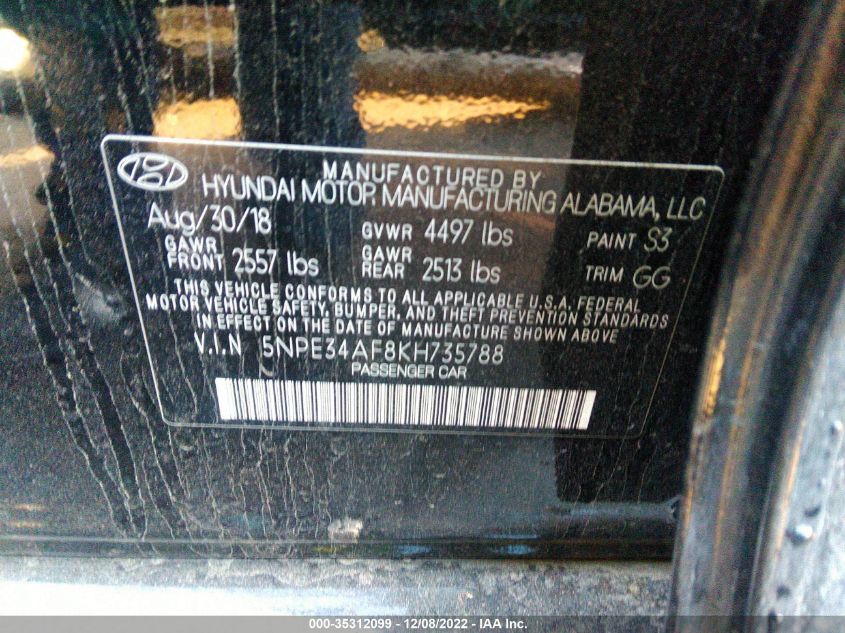 MANUFACTURED BY
HYUNDAI MOTOR MANUFACTURING ALABAMA, LLC
Aug/30/18 GVWR 4497 lbs PAINT S3
GAWR FRONT 2557 lbs GAWR REAR 2513 lbs TRIM GG
THIS VEHICLE CONFORMS TO ALL APPLICABLE U.S.A. FEDERAL
MOTOR VEHICLE SAFETY, BUMPER, AND THEFT PREVENTION STANDARDS
IN EFFECT ON THE DATE OF MANUFACTURE SHOWN ABOVE
V.I.N 5NPE34AF8KH735788
PASSENGER CAR
000-35312099 - 12/08/2022 - IAA Inc.